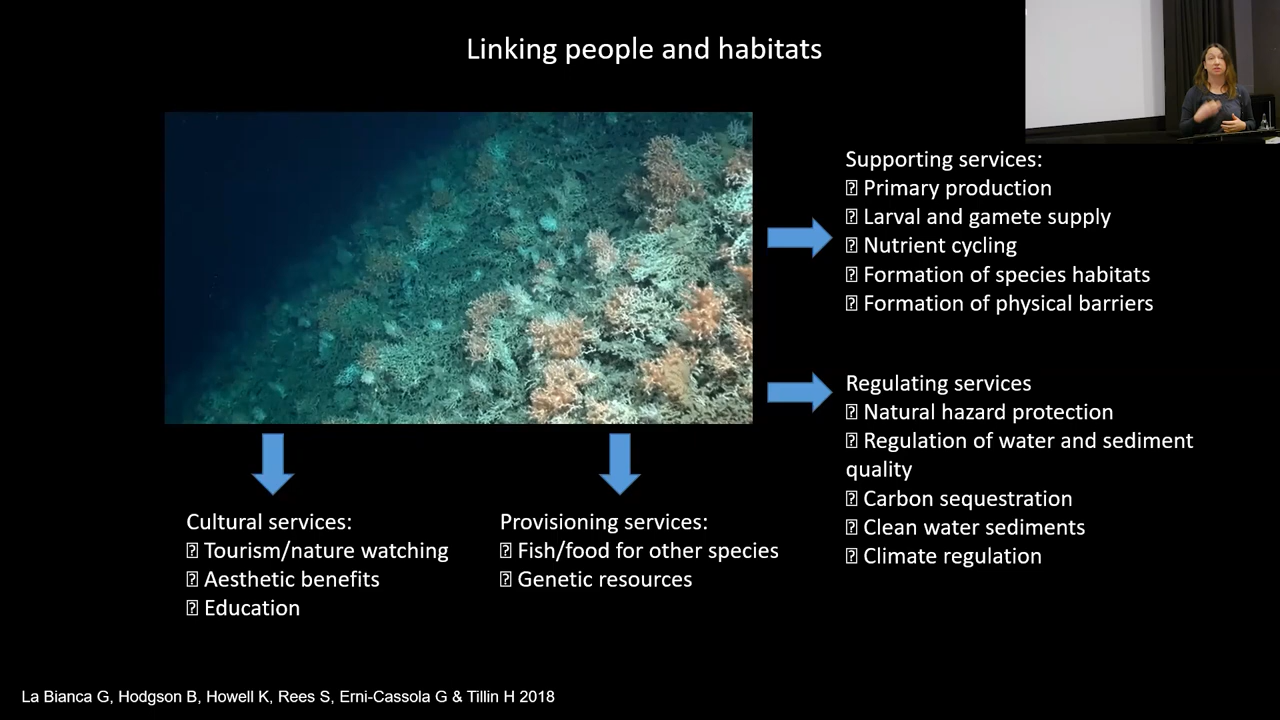 Linking people and habitats
Supporting services:
⍰ Primary production
⍰ Larval and gamete supply
⍰ Nutrient cycling
⍰ Formation of species habitats
⍰ Formation of physical barriers
Regulating services
⍰ Natural hazard protection
⍰ Regulation of water and sediment
quality
⍰ Carbon sequestration
⍰ Clean water sediments
⍰ Climate regulation
Cultural services:
⍰ Tourism/nature watching
⍰ Aesthetic benefits
⍰ Education
Provisioning services:
⍰ Fish/food for other species
⍰ Genetic resources
La Bianca G, Hodgson B, Howell K, Rees S, Erni-Cassola G & Tillin H 2018